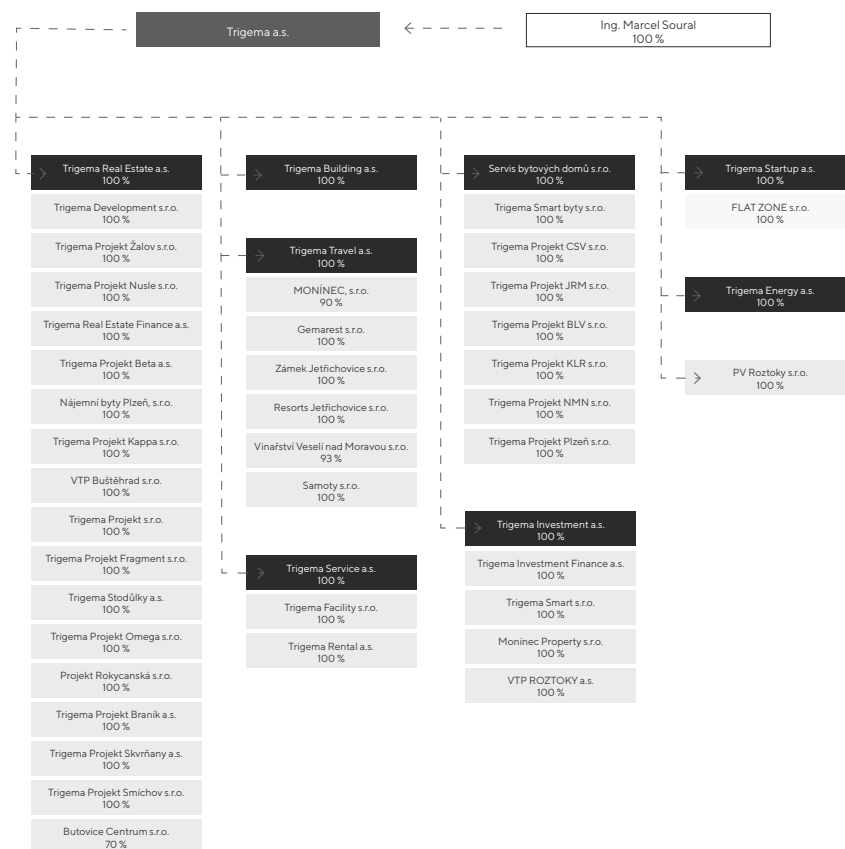 Trigema a.s.
Ing. Marcel Soural
100 %
Trigema Real Estate a.s.
100 %
Trigema Development s.r.o.
100 %
Trigema Projekt Žalov s.r.o.
100 %
Trigema Projekt Nusle s.r.o.
100 %
Trigema Real Estate Finance a.s.
100 %
Trigema Projekt Beta a.s.
100 %
Nájemní byty Plzeň, s.r.o.
100 %
Trigema Projekt Kappa s.r.o.
100 %
VTP Buštěhrad s.r.o.
100 %
Trigema Projekt s.r.o.
100 %
Trigema Projekt Fragment s.r.o.
100 %
Trigema Stodůlky a.s.
100 %
Trigema Projekt Omega s.r.o.
100 %
Projekt Rokycanská s.r.o.
100 %
Trigema Projekt Braník a.s.
100 %
Trigema Projekt Skvrňany a.s.
100 %
Trigema Projekt Smíchov s.r.o.
100 %
Butovice Centrum s.r.o.
70 %
Trigema Building a.s.
100 %
Trigema Travel a.s.
100 %
MONÍNEC, s.r.o.
90 %
Gemarest s.r.o.
100 %
Zámek Jetřichovice s.r.o.
100 %
Resorts Jetřichovice s.r.o.
100 %
Vinařství Veselí nad Moravou s.r.o.
93 %
Samoty s.r.o.
100 %
Trigema Service a.s.
100 %
Trigema Facility s.r.o.
100 %
Trigema Rental a.s.
100 %
Servis bytových domů s.r.o.
100 %
Trigema Smart byty s.r.o.
100 %
Trigema Projekt CSV s.r.o.
100 %
Trigema Projekt JRM s.r.o.
100 %
Trigema Projekt BLV s.r.o.
100 %
Trigema Projekt KLR s.r.o.
100 %
Trigema Projekt NMN s.r.o.
100 %
Trigema Projekt Plzeň s.r.o.
100 %
Trigema Investment a.s.
100 %
Trigema Investment Finance a.s.
100 %
Trigema Smart s.r.o.
100 %
Monínec Property s.r.o.
100 %
VTP ROZTOKY a.s.
100 %
Trigema Startup a.s.
100 %
FLAT ZONE s.r.o.
100 %
Trigema Energy a.s.
100 %
PV Roztoky s.r.o.
100 %